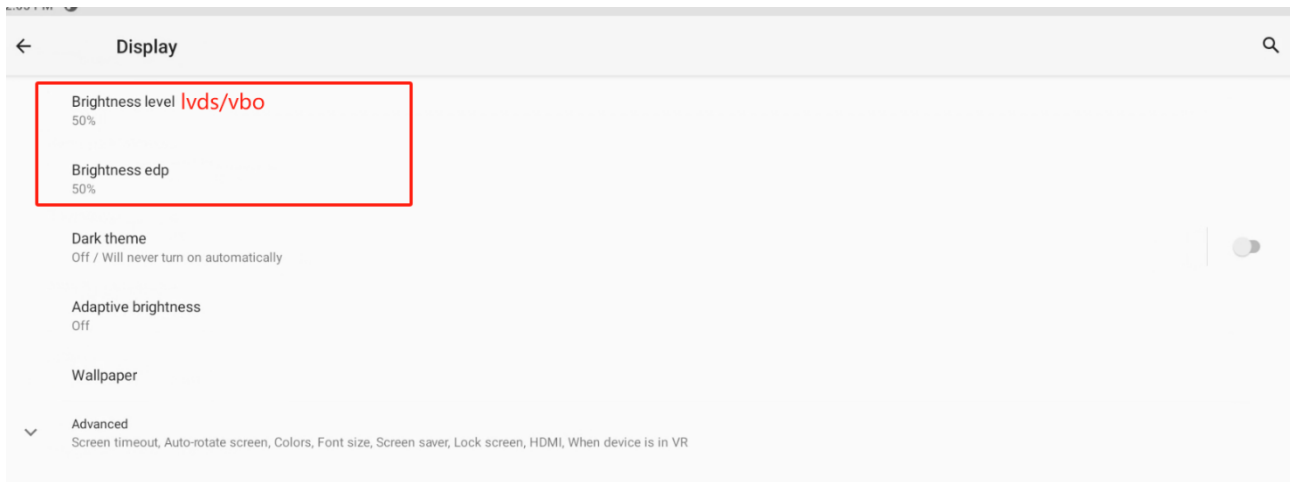 Display
Brightness level lvds/vbo
50%
Brightness edp
50%
Dark theme
Off / Will never turn on automatically
Adaptive brightness
Off
Wallpaper
Advanced
Screen timeout, Auto-rotate screen, Colors, Font size, Screen saver, Lock screen, HDMI, When device is in VR